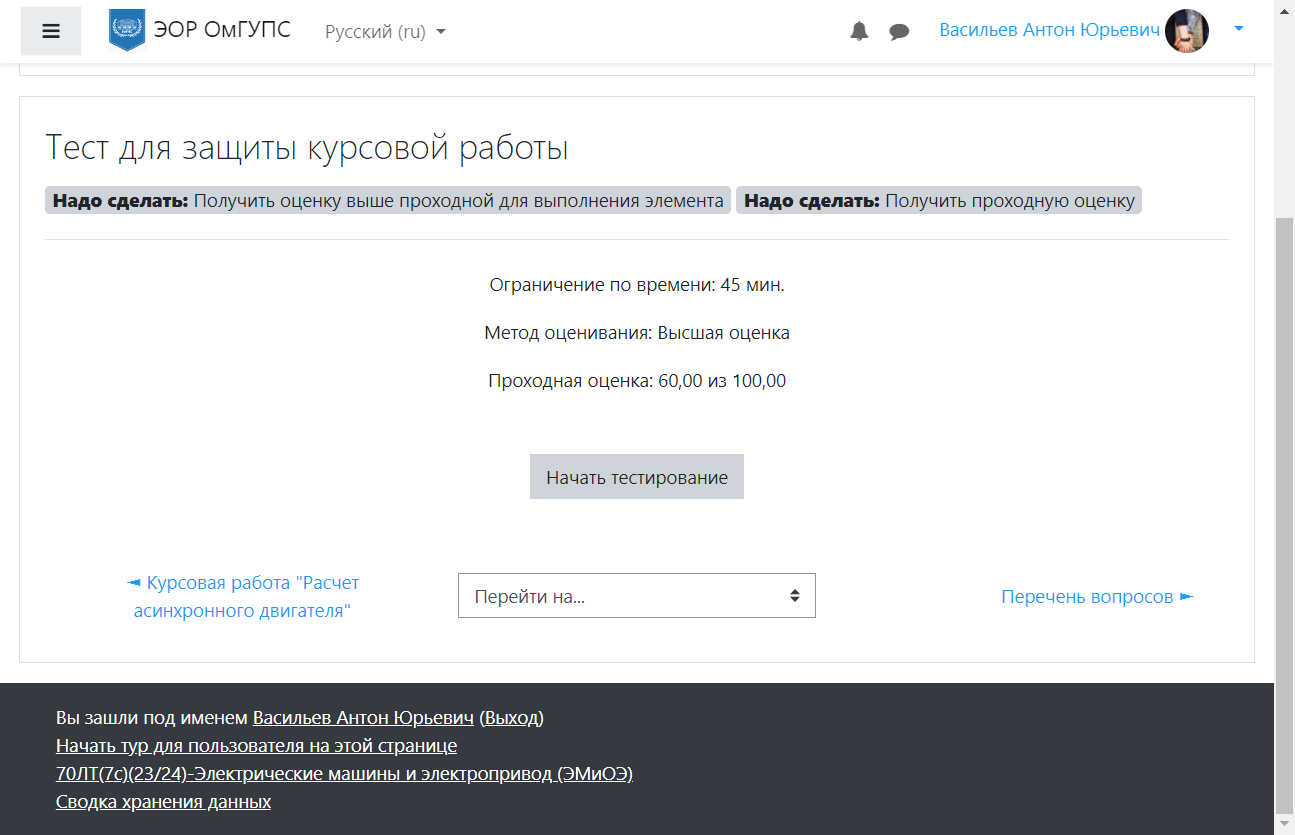 ЭОР ОмГУПС
Русский (ru)
Васильев Антон Юрьевич
Тест для защиты курсовой работы
Надо сделать: Получить оценку выше проходной для выполнения элемента
Надо сделать: Получить проходную оценку
Ограничение по времени: 45 мин.
Метод оценивания: Высшая оценка
Проходная оценка: 60,00 из 100,00
Начать тестирование
◄ Курсовая работа "Расчет
асинхронного двигателя"
Перейти на...
Перечень вопросов ►
Вы зашли под именем Васильев Антон Юрьевич (Выход)
Начать тур для пользователя на этой странице
70ЛТ(7с)(23/24)-Электрические машины и электропривод (ЭМиОЭ)
Сводка хранения данных